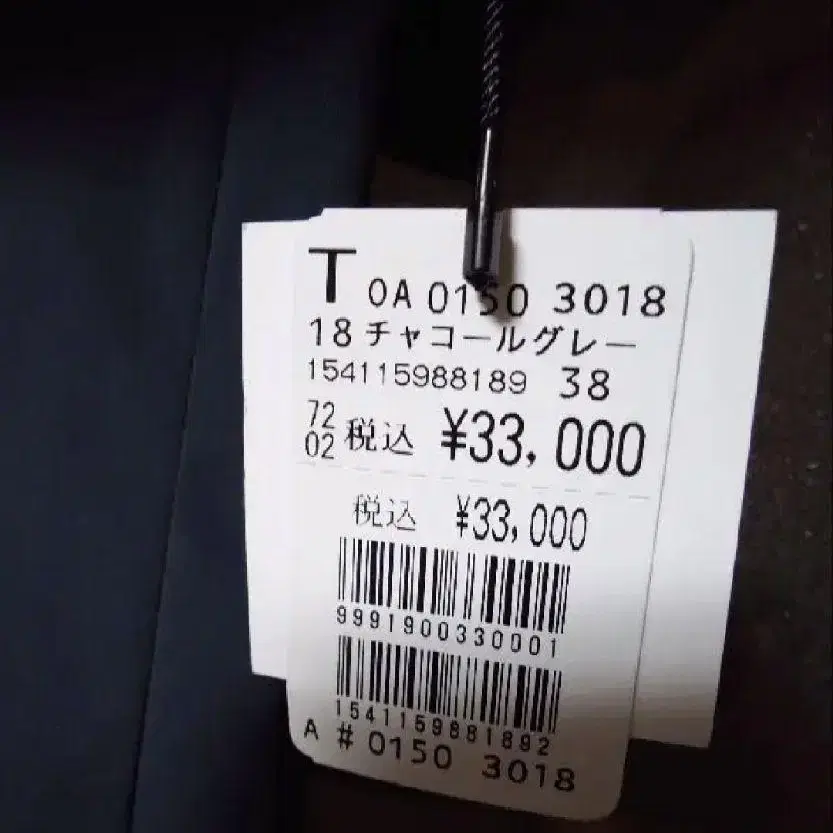 T 0A 0150 3018
18 チャコールグレー
154115988189 38
72
02 税込 ¥33,000
税込 ¥33,000
9991900330001
1541159881892
A # 0150 3018